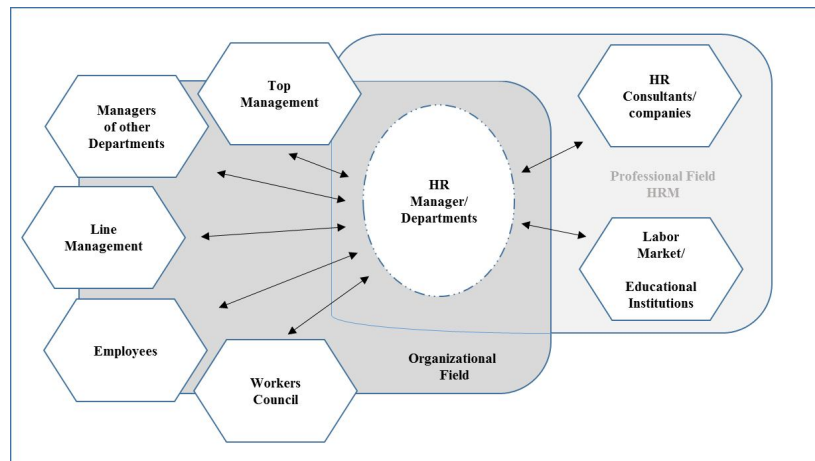 Top
Management
Managers
of other
Departments
Line
Management
Employees
Workers
Council
HR
Manager/
Departments
Organizational
Field
HR
Consultants/
companies
Professional Field
HRM
Labor
Market/
Educational
Institutions